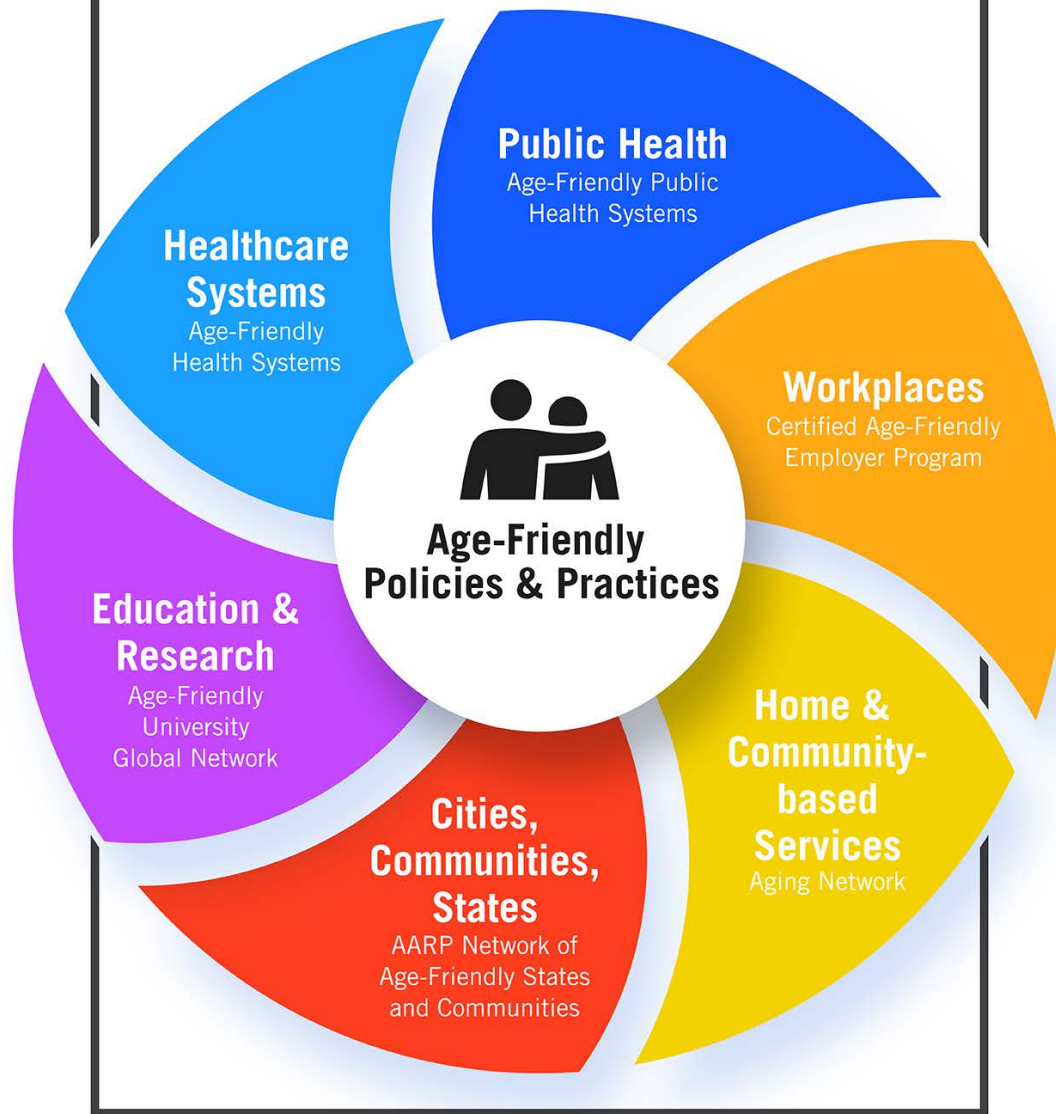 Public Health
Age-Friendly Public
Health Systems
Healthcare
Systems
Age-Friendly
Health Systems
Workplaces
Certified Age-Friendly
Employer Program
Age-Friendly
Policies & Practices
Education &
Research
Age-Friendly
University
Global Network
Home &
Community-
based
Services
Aging Network
Cities,
Communities,
States
AARP Network of
Age-Friendly States
and Communities